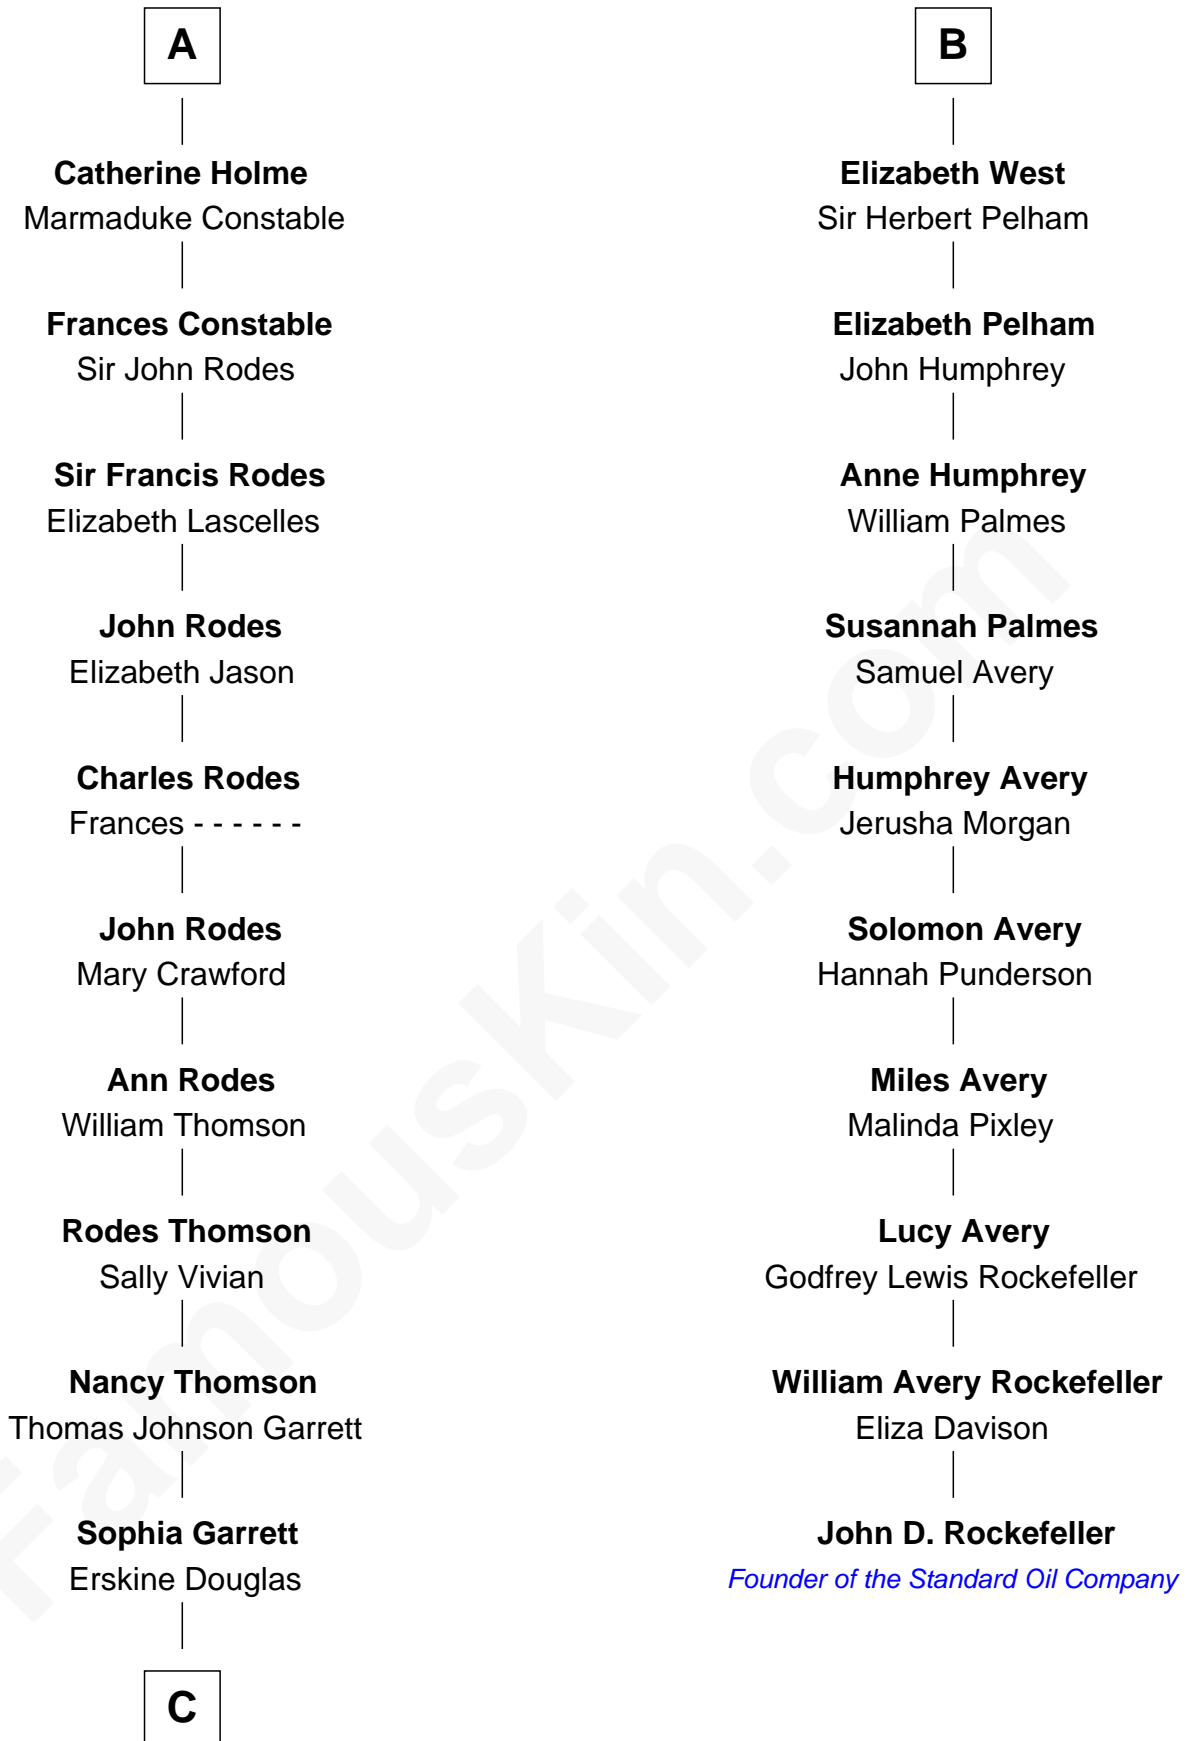 A
Catherine Holme
Marmaduke Constable
Frances Constable
Sir John Rodes
Sir Francis Rodes
Elizabeth Lascelles
John Rodes
Elizabeth Jason
Charles Rodes
Frances - - - - - -
John Rodes
Mary Crawford
Ann Rodes
William Thomson
Rodes Thomson
Sally Vivian
Nancy Thomson
Thomas Johnson Garrett
Sophia Garrett
Erskine Douglas
C
B
Elizabeth West
Sir Herbert Pelham
Elizabeth Pelham
John Humphrey
Anne Humphrey
William Palmes
Susannah Palmes
Samuel Avery
Humphrey Avery
Jerusha Morgan
Solomon Avery
Hannah Punderson
Miles Avery
Malinda Pixley
Lucy Avery
Godfrey Lewis Rockefeller
William Avery Rockefeller
Eliza Davison
John D. Rockefeller
Founder of the Standard Oil Company
FamousKin.com